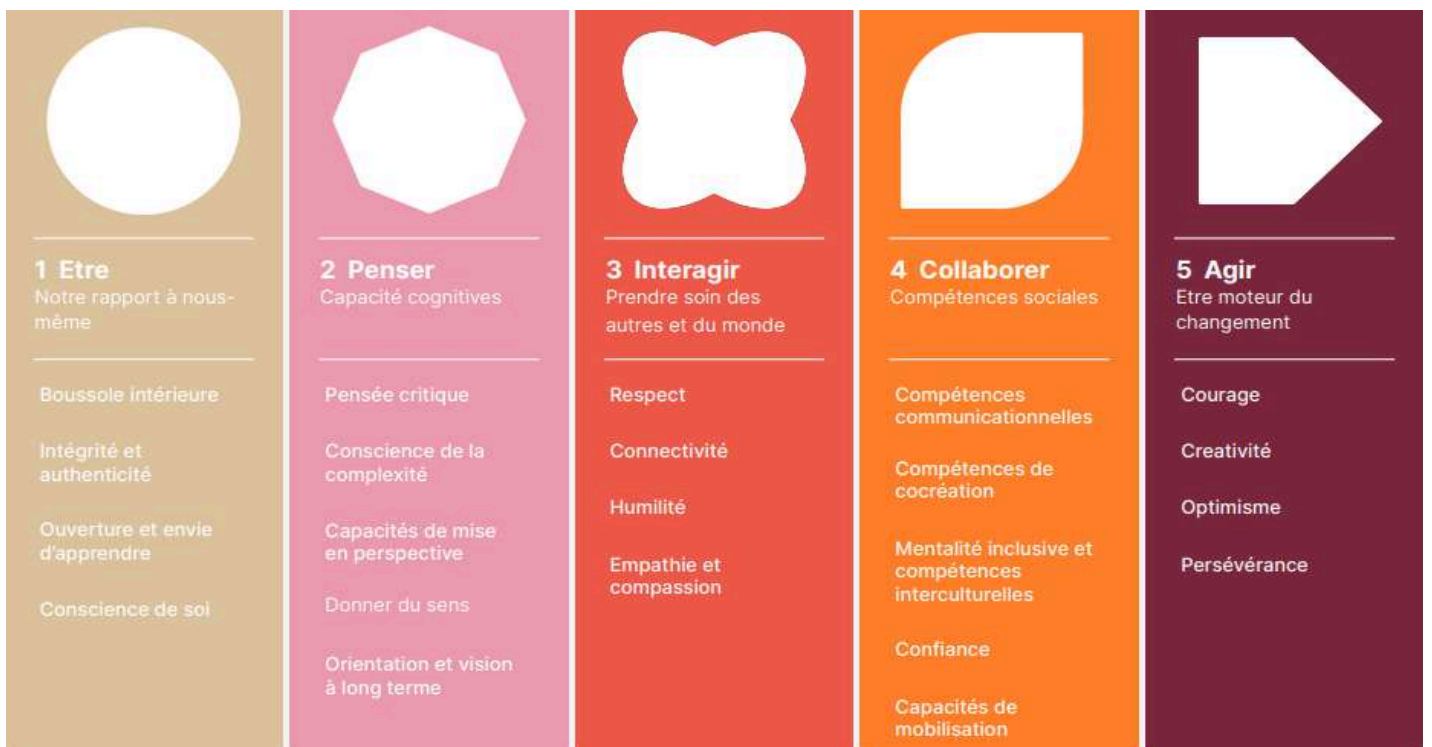 1 Etre
Notre rapport à nous-
même
Boussole intérieure
Intégrité et
authenticité
Ouverture et envie
d'apprendre
Conscience de soi
2 Penser
Capacité cognitives
Pensée critique
Conscience de la
complexité
Capacités de mise
en perspective
Donner du sens
Orientation et vision
à long terme
3 Interagir
Prendre soin des
autres et du monde
Respect
Connectivité
Humilité
Empathie et
compassion
4 Collaborer
Compétences sociales
Compétences
communicationnelles
Compétences de
cocréation
Mentalité inclusive et
compétences
interculturelles
Confiance
Capacités de
mobilisation
5 Agir
Etre moteur du
changement
Courage
Creativité
Optimisme
Persévérance